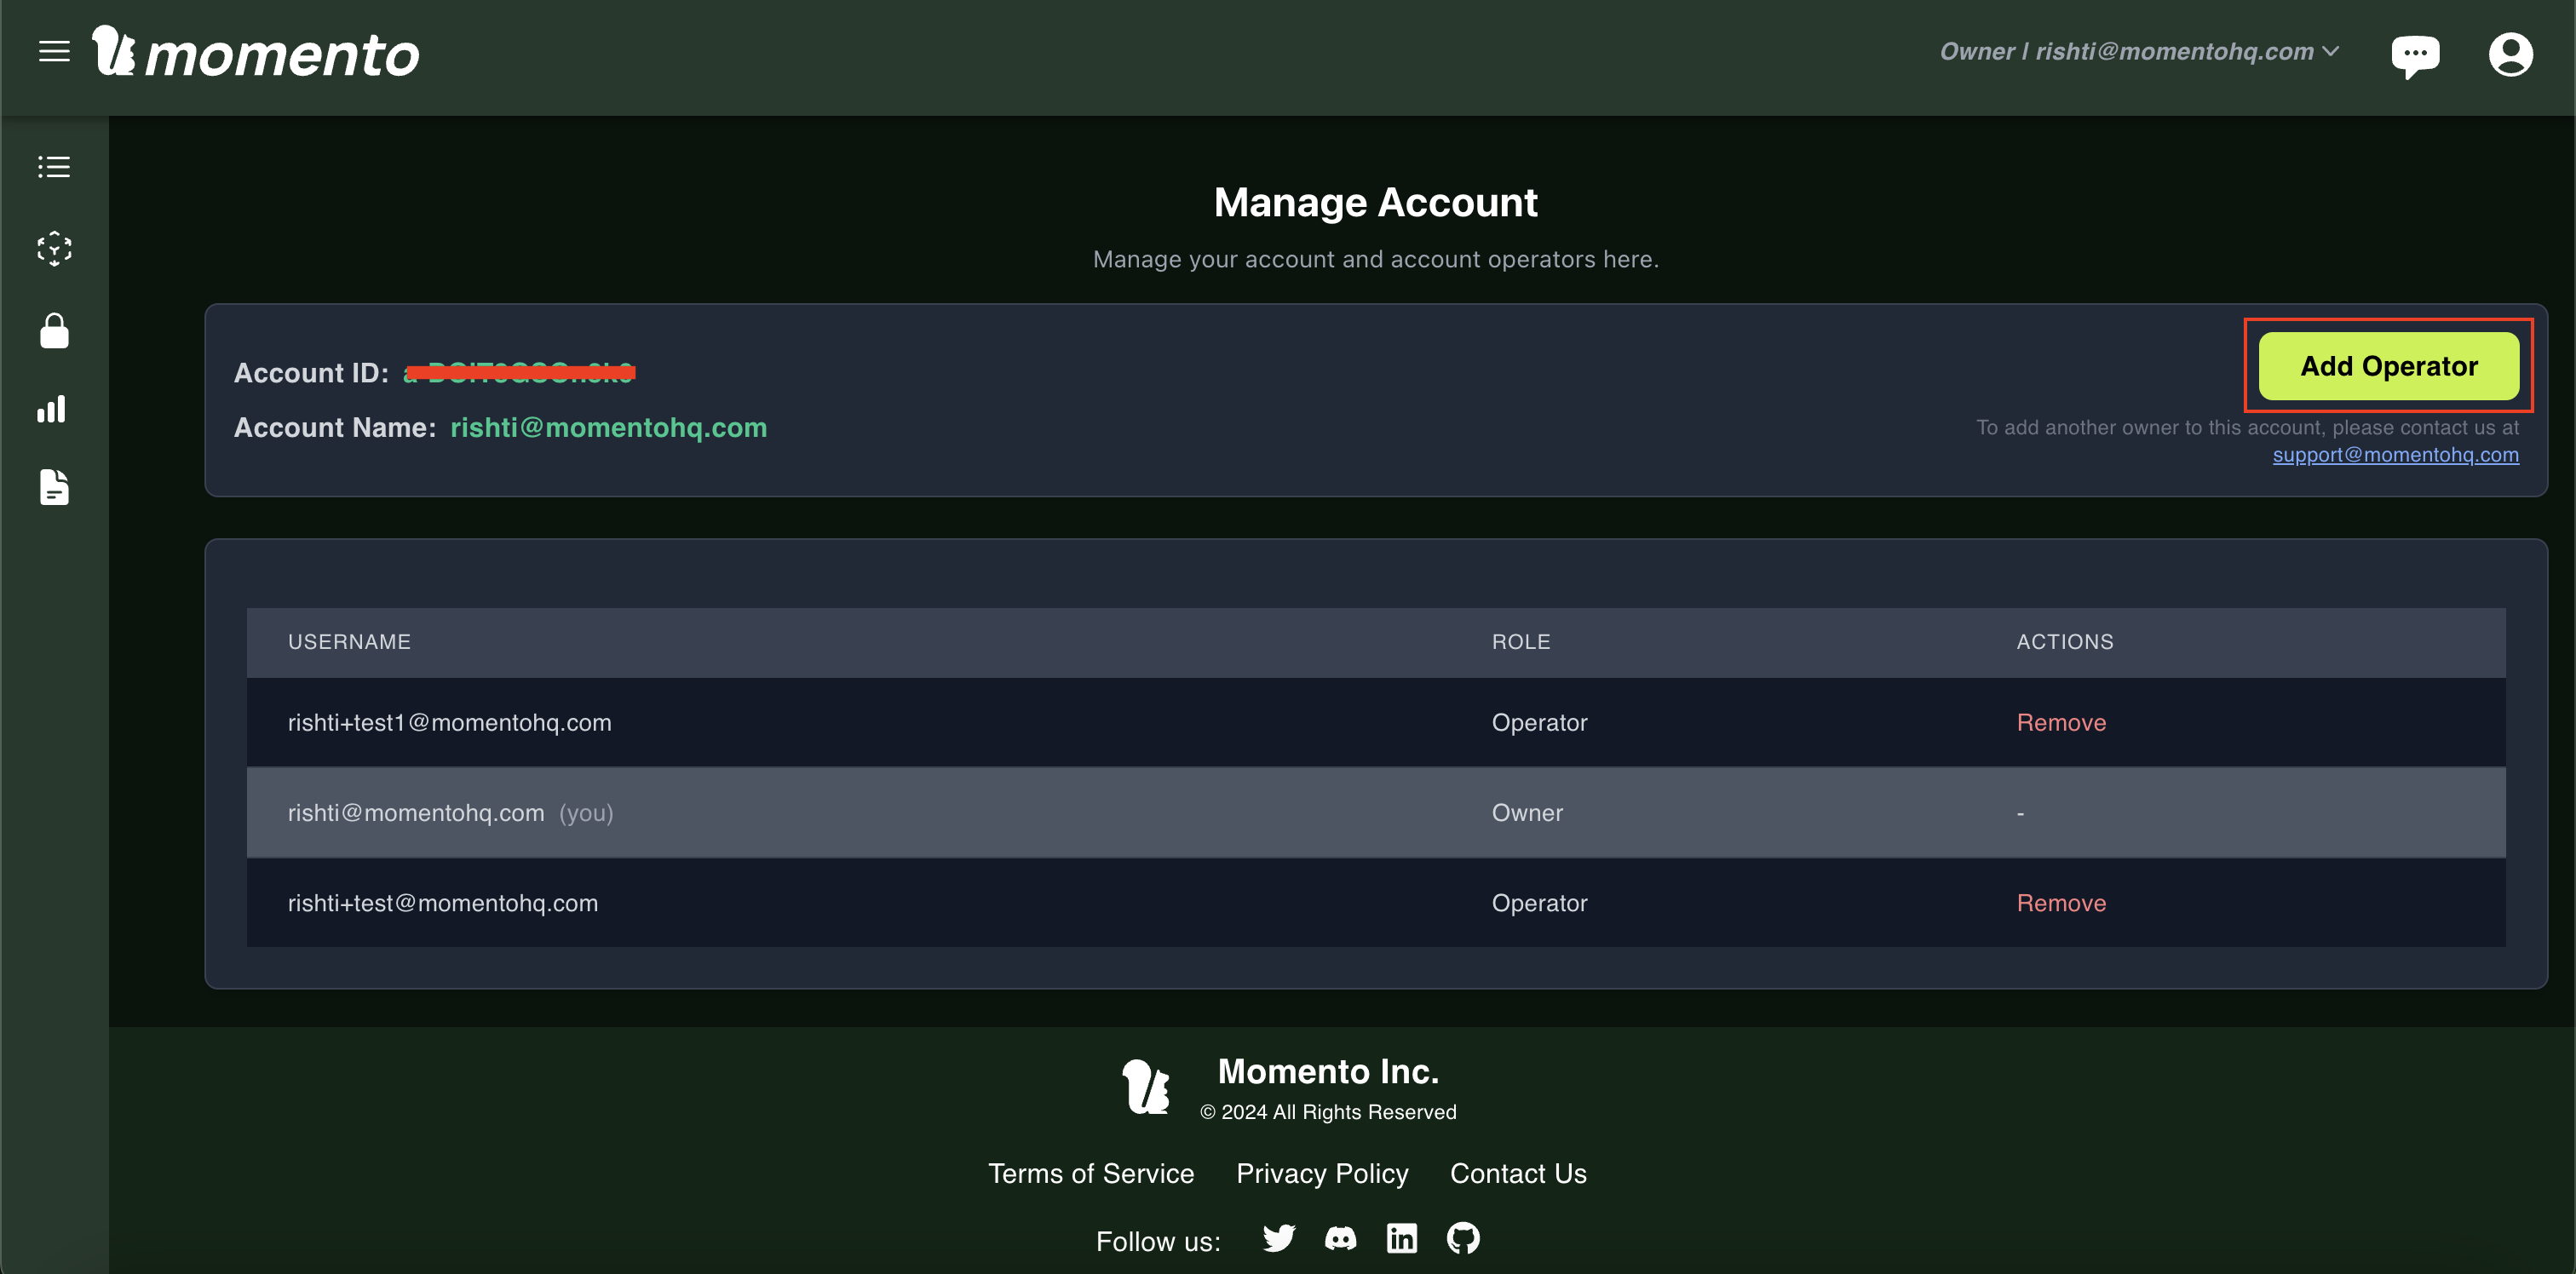 momento
Owner | rishti@momentohq.com
Manage Account
Manage your account and account operators here.
Account ID:
Add Operator
Account Name: rishti@momentohq.com
To add another owner to this account, please contact us at
support@momentohq.com
USERNAME ROLE ACTIONS
rishti+test1@momentohq.com Operator Remove
rishti@momentohq.com (you) Owner -
rishti+test@momentohq.com Operator Remove
Momento Inc.
© 2024 All Rights Reserved
Terms of Service Privacy Policy Contact Us
Follow us: